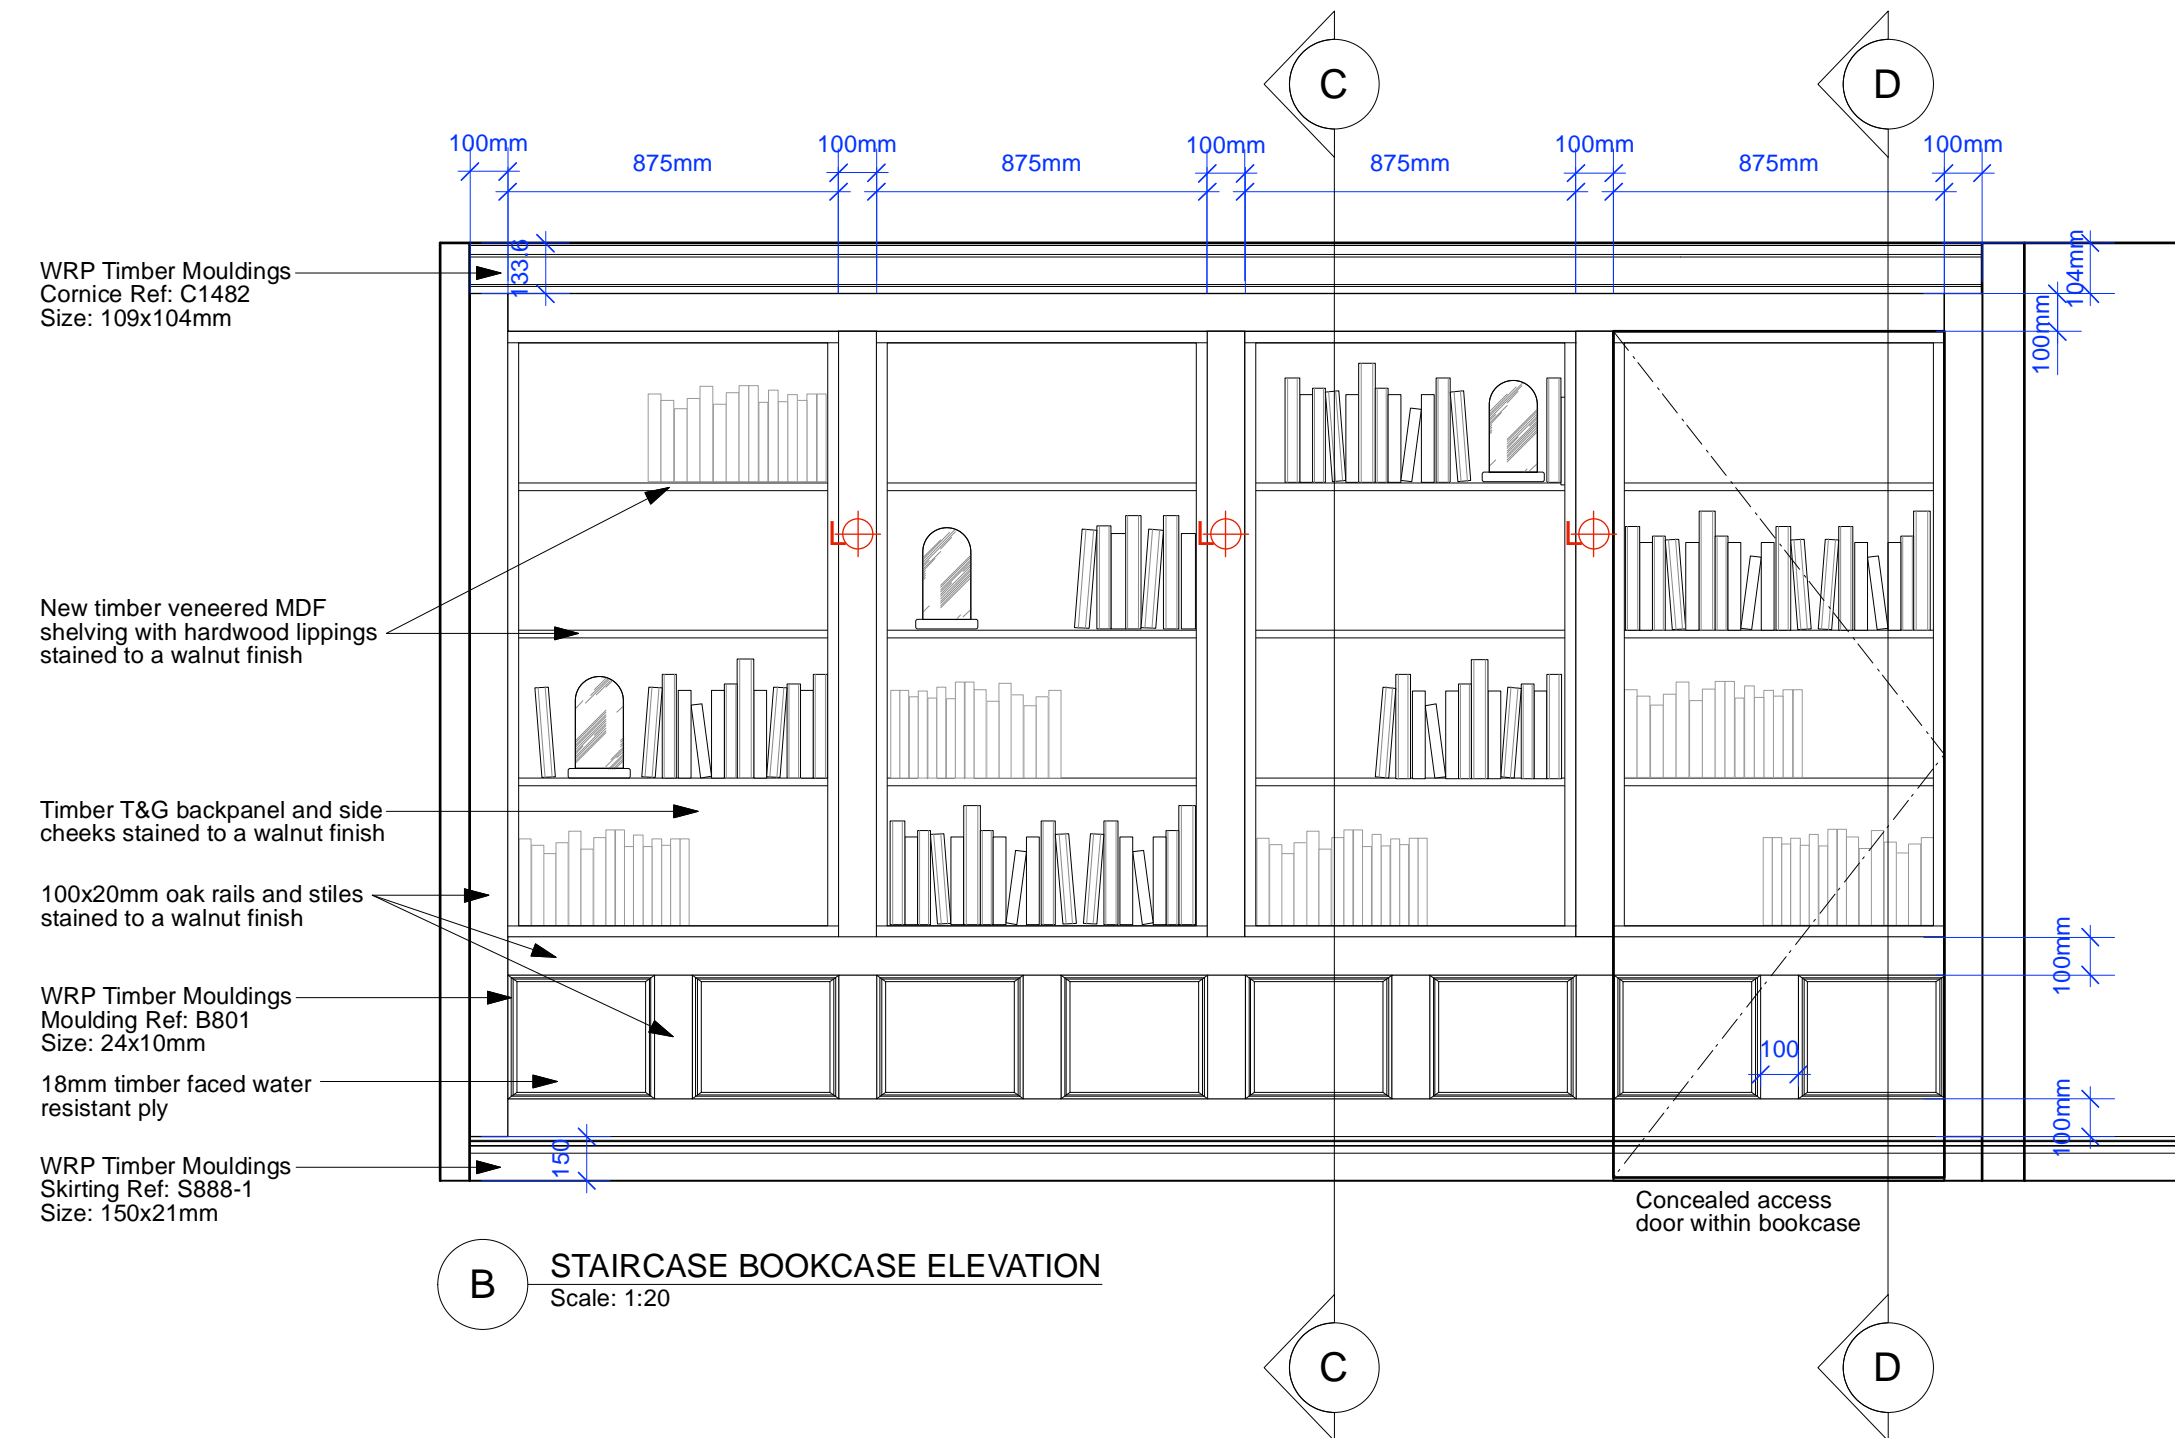 C
D
100mm
875mm
100mm
875mm
100mm
875mm
100mm
875mm
100mm
133.6
104mm
100mm
WRP Timber Mouldings
Cornice Ref: C1482
Size: 109x104mm
L
L
L
New timber veneered MDF
shelving with hardwood lippings
stained to a walnut finish
Timber T&G backpanel and side
cheeks stained to a walnut finish
100x20mm oak rails and stiles
stained to a walnut finish
100mm
WRP Timber Mouldings
Moulding Ref: B801
Size: 24x10mm
100
18mm timber faced water
resistant ply
100mm
150
WRP Timber Mouldings
Skirting Ref: S888-1
Size: 150x21mm
Concealed access
door within bookcase
B
STAIRCASE BOOKCASE ELEVATION
Scale: 1:20
C
D